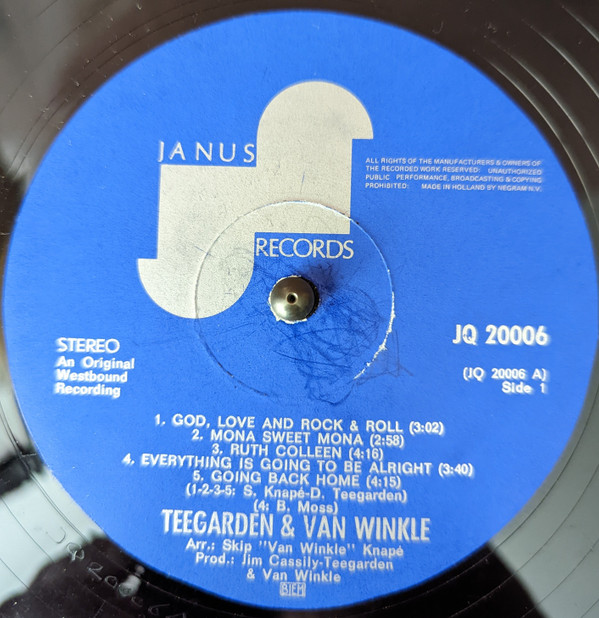 JANUS
RECORDS
ALL RIGHTS OF THE MANUFACTURERS & OWNERS OF
THE RECORDED WORK RESERVED. UNAUTHORIZED
PUBLIC PERFORMANCE, BROADCASTING & COPYING
PROHIBITED. MADE IN HOLLAND BY NEGRAM N.V.
STEREO
An Original
Westbound
Recording
JQ 20006
(JQ 20006 A)
Side 1
1. GOD, LOVE AND ROCK & ROLL (3:02)
2. MONA SWEET MONA (2:58)
3. RUTH COLLEEN (4:16)
4. EVERYTHING IS GOING TO BE ALRIGHT (3:40)
5. GOING BACK HOME (4:15)
(1-2-3-5: S. Knapé-D. Teegarden)
(4: B. Moss)
TEEGARDEN & VAN WINKLE
Arr.: Skip "Van Winkle" Knapé
Prod.: Jim Cassily-Teegarden
& Van Winkle
BIEM